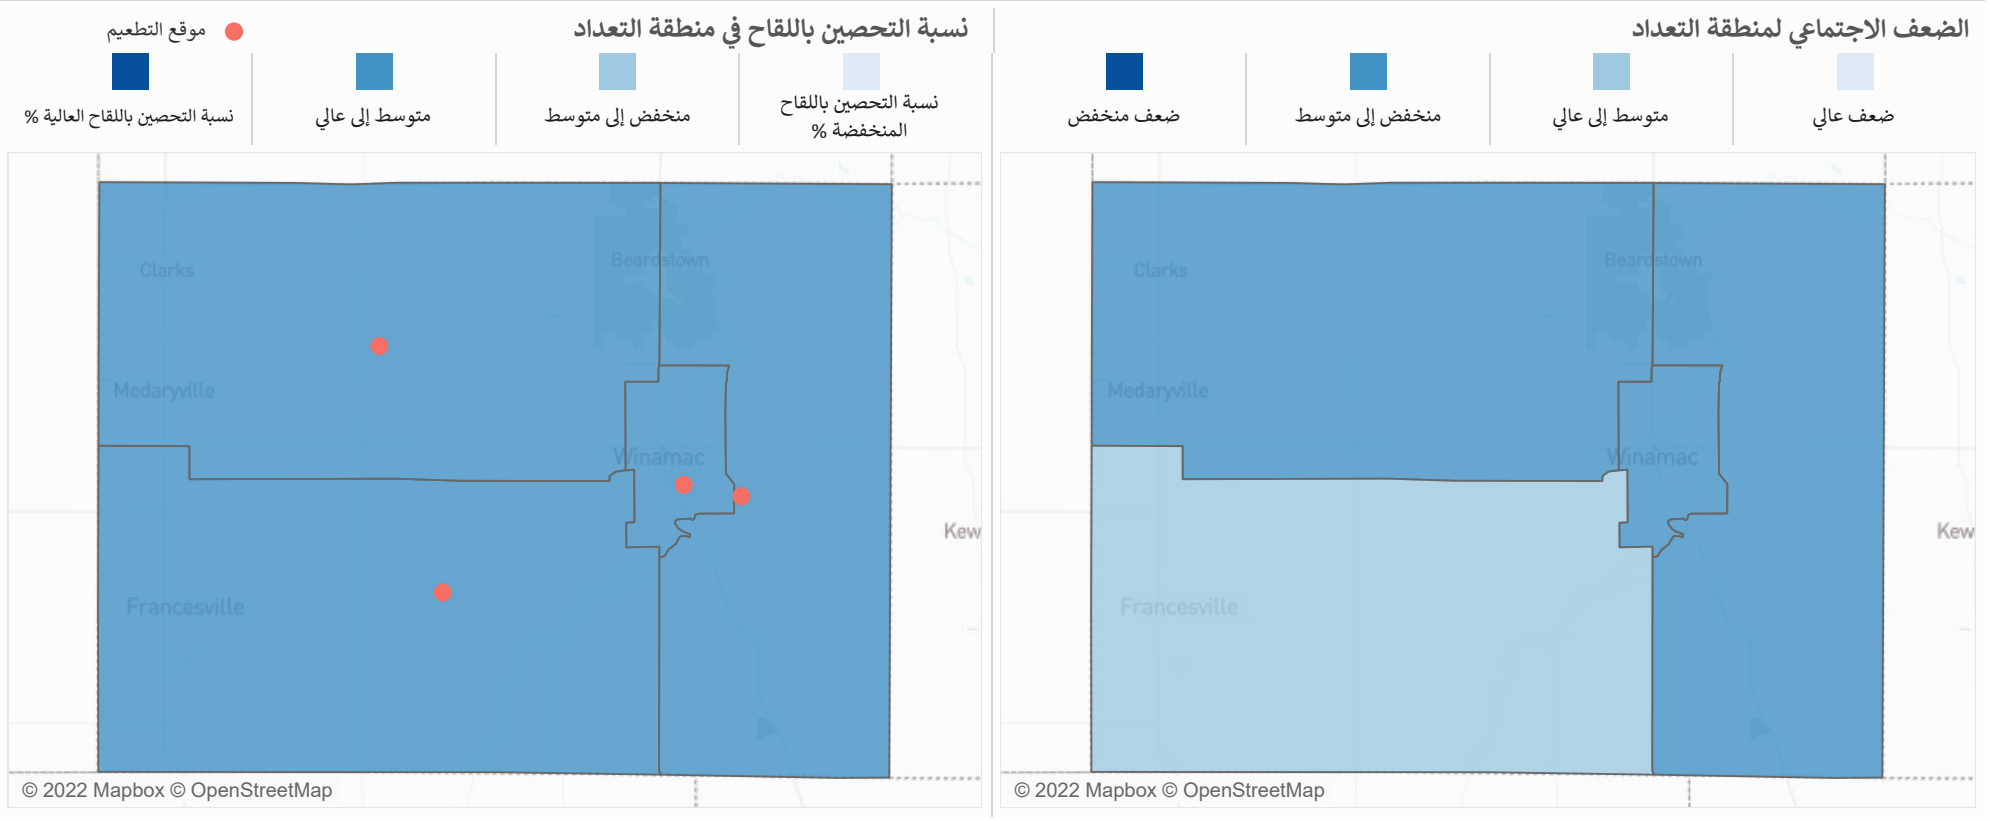 الضعف الاجتماعي لمنطقة التعداد
ضعف عالي
متوسط إلى عالي
منخفض إلى متوسط
ضعف منخفض
Clarks
Beardstown
Medaryville
Winamac
Kew
Francesville
© 2022 Mapbox © OpenStreetMap
نسبة التحصين باللقاح في منطقة التعداد
موقع التطعيم
نسبة التحصين باللقاح
المنخفضة %
منخفض إلى متوسط
متوسط إلى عالي
نسبة التحصين باللقاح العالية %
Clarks
Beardstown
Medaryville
Winamac
Kew
Francesville
© 2022 Mapbox © OpenStreetMap